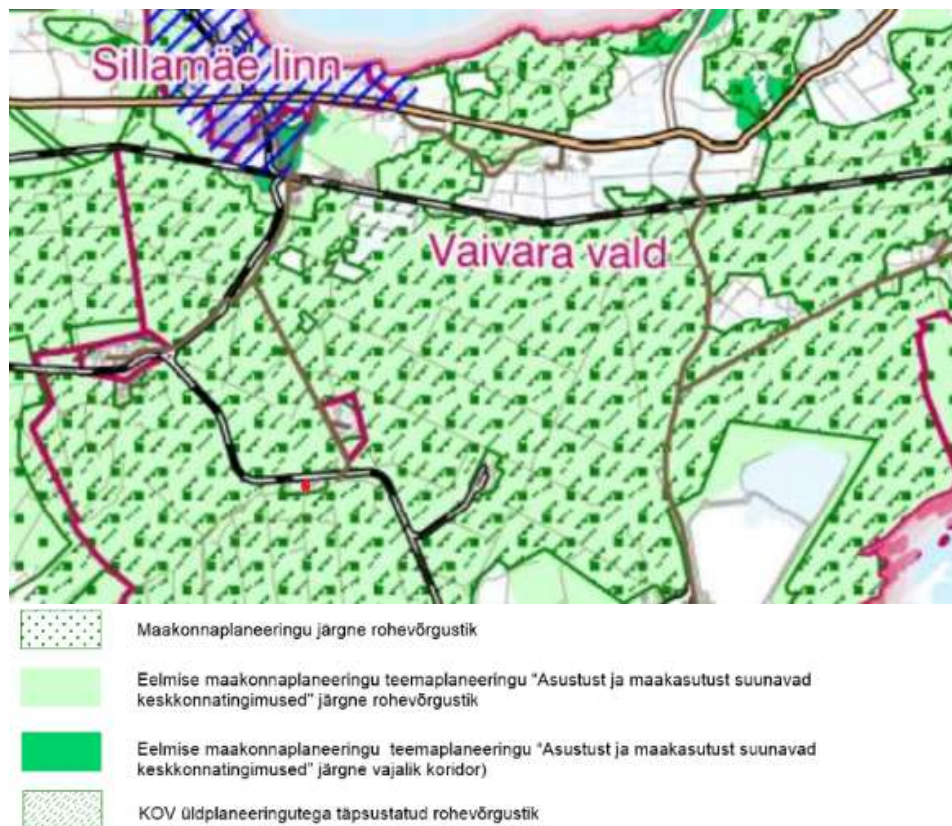 Sillamäe linn
Vaivara vald
Maakonnaplaneeringu järgne rohevõrgustik
Eelmise maakonnaplaneeringu teemaplaneeringu "Asustust ja maakasutust suunavad
keskkonnatingimused" järgne rohevõrgustik
Eelmise maakonnaplaneeringu teemaplaneeringu "Asustust ja maakasutust suunavad
keskkonnatingimused" järgne vajalik koridor)
KOV üldplaneeringutega täpsustatud rohevõrgustik